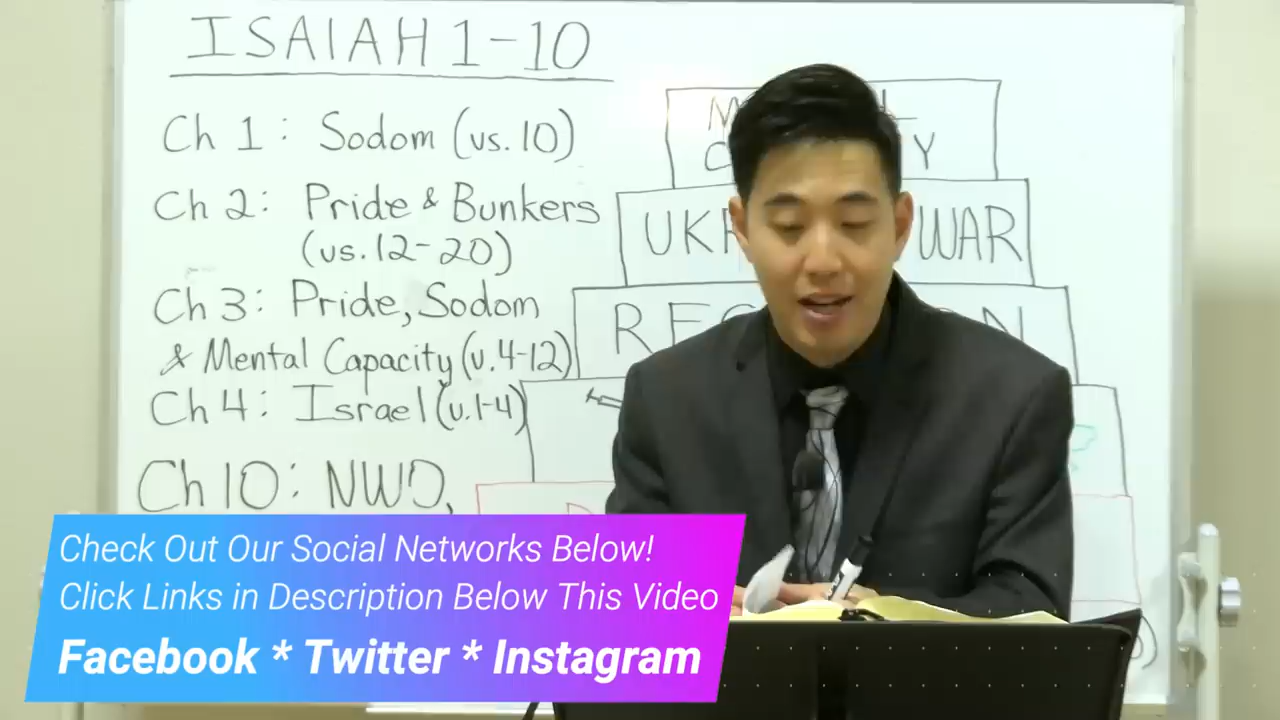 ISAIAH 1-10
Ch 1: Sodom (vs. 10)
Ch 2: Pride & Bunkers
(vs. 12-20)
Ch 3: Pride, Sodom
& Mental Capacity (v. 4-12)
Ch 4: Israel (v. 1-4)
Ch 10: NWO,
WAR
Check Out Our Social Networks Below!
Click Links in Description Below This Video
Facebook * Twitter * Instagram